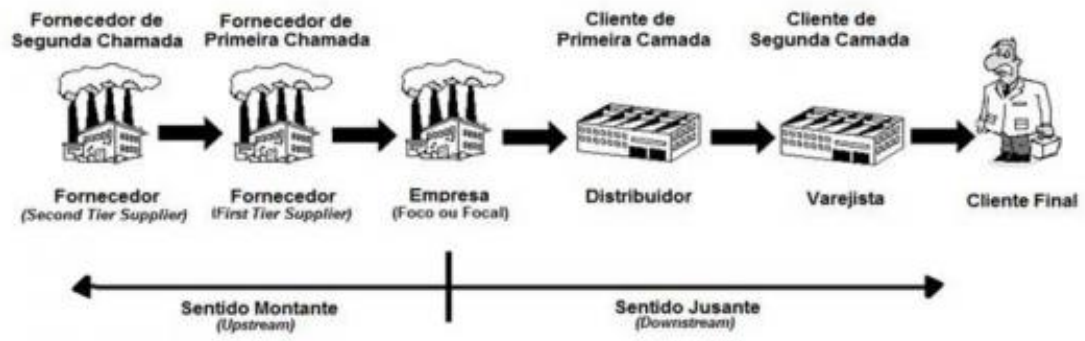 Fornecedor de
Segunda Chamada
Fornecedor de
Primeira Chamada
Cliente de
Primeira Camada
Cliente de
Segunda Camada
Fornecedor
(Second Tier Supplier)
Fornecedor
(First Tier Supplier)
Empresa
(Foco ou Focal)
Distribuidor
Varejista
Cliente Final
Sentido Montante
(Upstream)
Sentido Jusante
(Downstream)